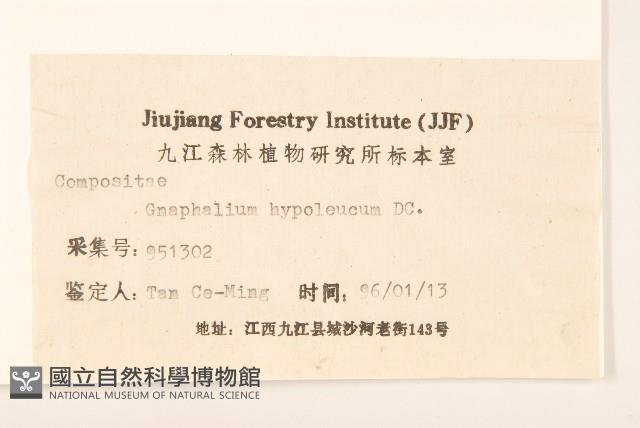 Jiujiang Forestry Institute (JJF)
九江森林植物研究所标本室
Compositae
Gnaphalium hypoleucum DC.
采集号: 951302
鉴定人: Tan Ce-Ming 时间: 96/01/13
地址: 江西九江县城沙河老街143号
國立自然科學博物館
NATIONAL MUSEUM OF NATURAL SCIENCE